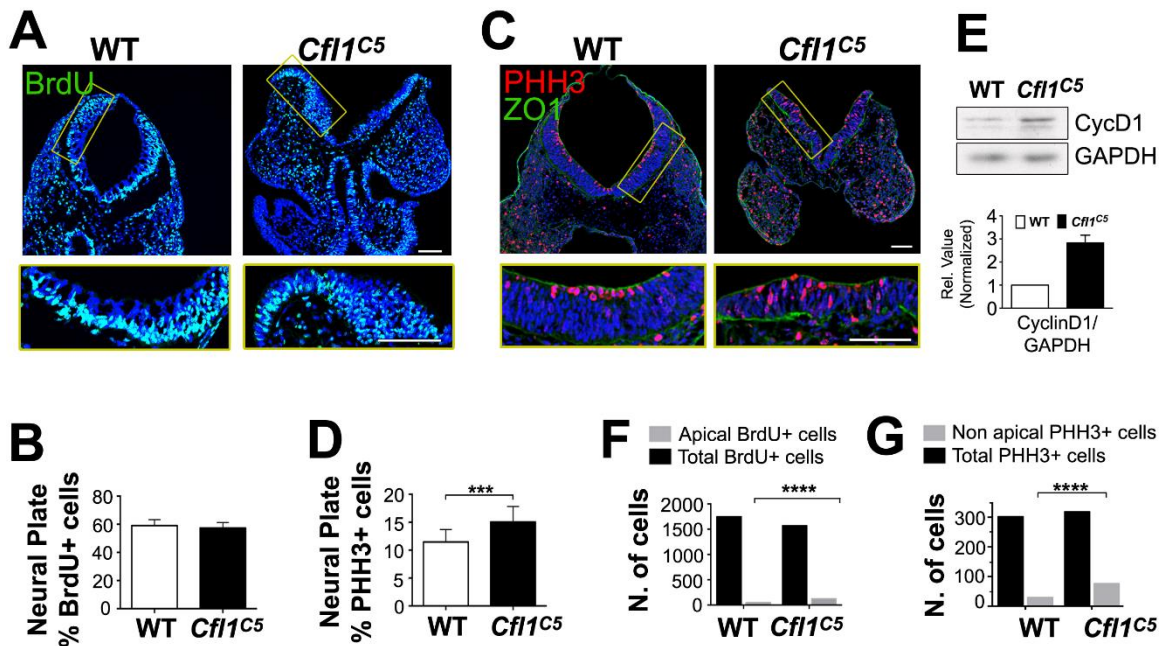 A
WT
Cfl1C5
BrdU
C
WT
Cfl1C5
PHH3
ZO1
E
WT Cfl1C5
CycD1
GAPDH
WT Cfl1C5
4
3
2
1
0
Rel. Value
(Normalized)
CyclinD1/
GAPDH
B
Neural Plate
% BrdU+ cells
80
60
40
20
0
WT Cfl1C5
D
Neural Plate
% PHH3+ cells
20
15
10
5
0
***
WT Cfl1C5
F
Apical BrdU+ cells
Total BrdU+ cells
N. of cells
2000
1500
1000
500
0
****
WT Cfl1C5
G
Non apical PHH3+ cells
Total PHH3+ cells
N. of cells
300
200
100
0
****
WT Cfl1C5